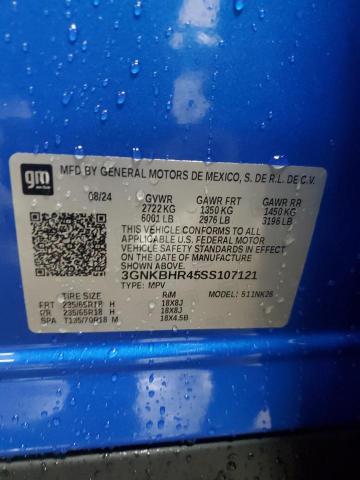 gm
MFD BY GENERAL MOTORS DE MEXICO, S. DE R.L. DE C.V.
08/24 GVWR GAWR FRT GAWR RR
2722 KG 1350 KG 1450 KG
6001 LB 2976 LB 3196 LB
THIS VEHICLE CONFORMS TO ALL
APPLICABLE U.S. FEDERAL MOTOR
VEHICLE SAFETY STANDARDS IN
EFFECT ON THE DATE OF
MANUFACTURE SHOWN ABOVE.
3GNKBHR45SS107121
TYPE: MPV MODEL: 511NK26
TIRE SIZE RIM
FRT 235/65R18 H 18X8J
RR 235/65R18 H 18X8J
SPA T135/70R18 M 18X4.5B